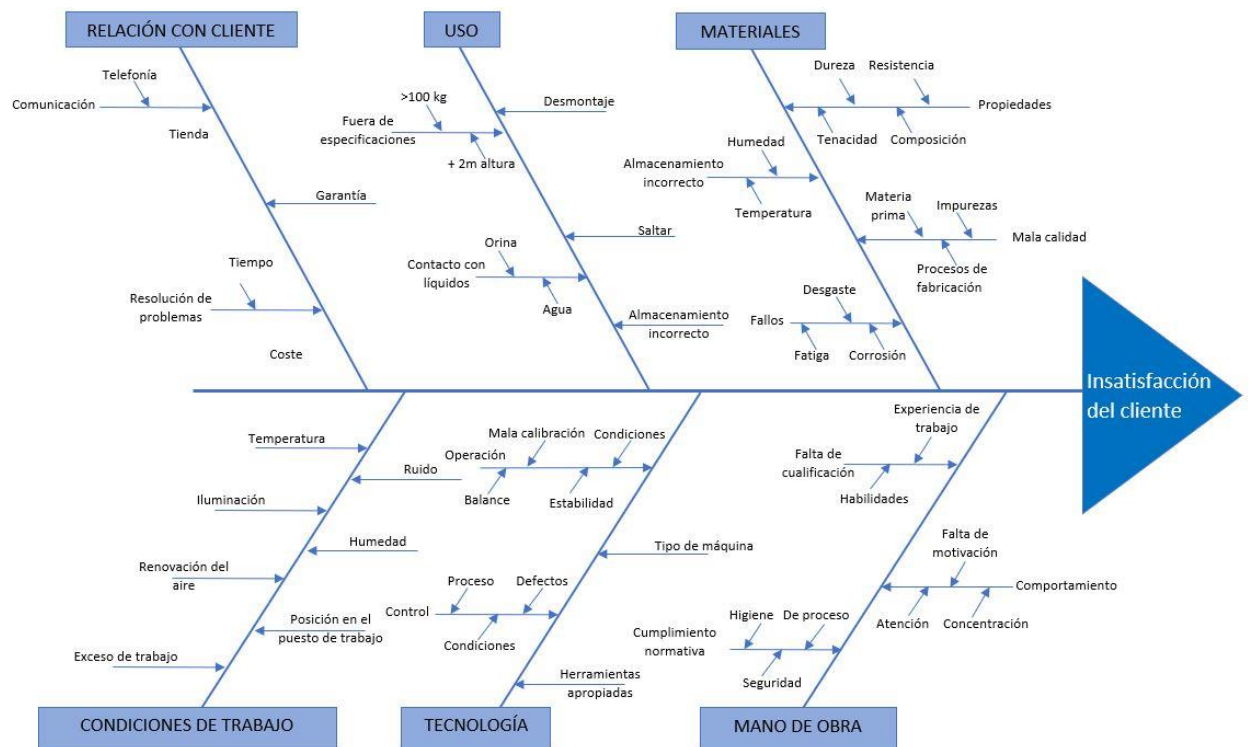 RELACIÓN CON CLIENTE
USO
MATERIALES
Telefonía
Comunicación
Tienda
Garantía
Tiempo
Resolución de
problemas
Coste
>100 kg
Desmontaje
Fuera de
especificaciones
+ 2m altura
Saltar
Orina
Contacto con
líquidos
Agua
Almacenamiento
incorrecto
Dureza
Resistencia
Propiedades
Tenacidad
Composición
Humedad
Almacenamiento
incorrecto
Temperatura
Materia
prima
Impurezas
Mala calidad
Procesos de
fabricación
Desgaste
Fallos
Fatiga
Corrosión
Insatisfacción
del cliente
Temperatura
Ruido
Iluminación
Humedad
Renovación del
aire
Posición en el
puesto de trabajo
Exceso de trabajo
Mala calibración
Condiciones
Operación
Balance
Estabilidad
Tipo de máquina
Proceso
Defectos
Control
Condiciones
Herramientas
apropiadas
Experiencia de
trabajo
Falta de
cualificación
Habilidades
Falta de
motivación
Comportamiento
Atención
Concentración
Higiene
De proceso
Cumplimiento
normativa
Seguridad
CONDICIONES DE TRABAJO
TECNOLOGÍA
MANO DE OBRA